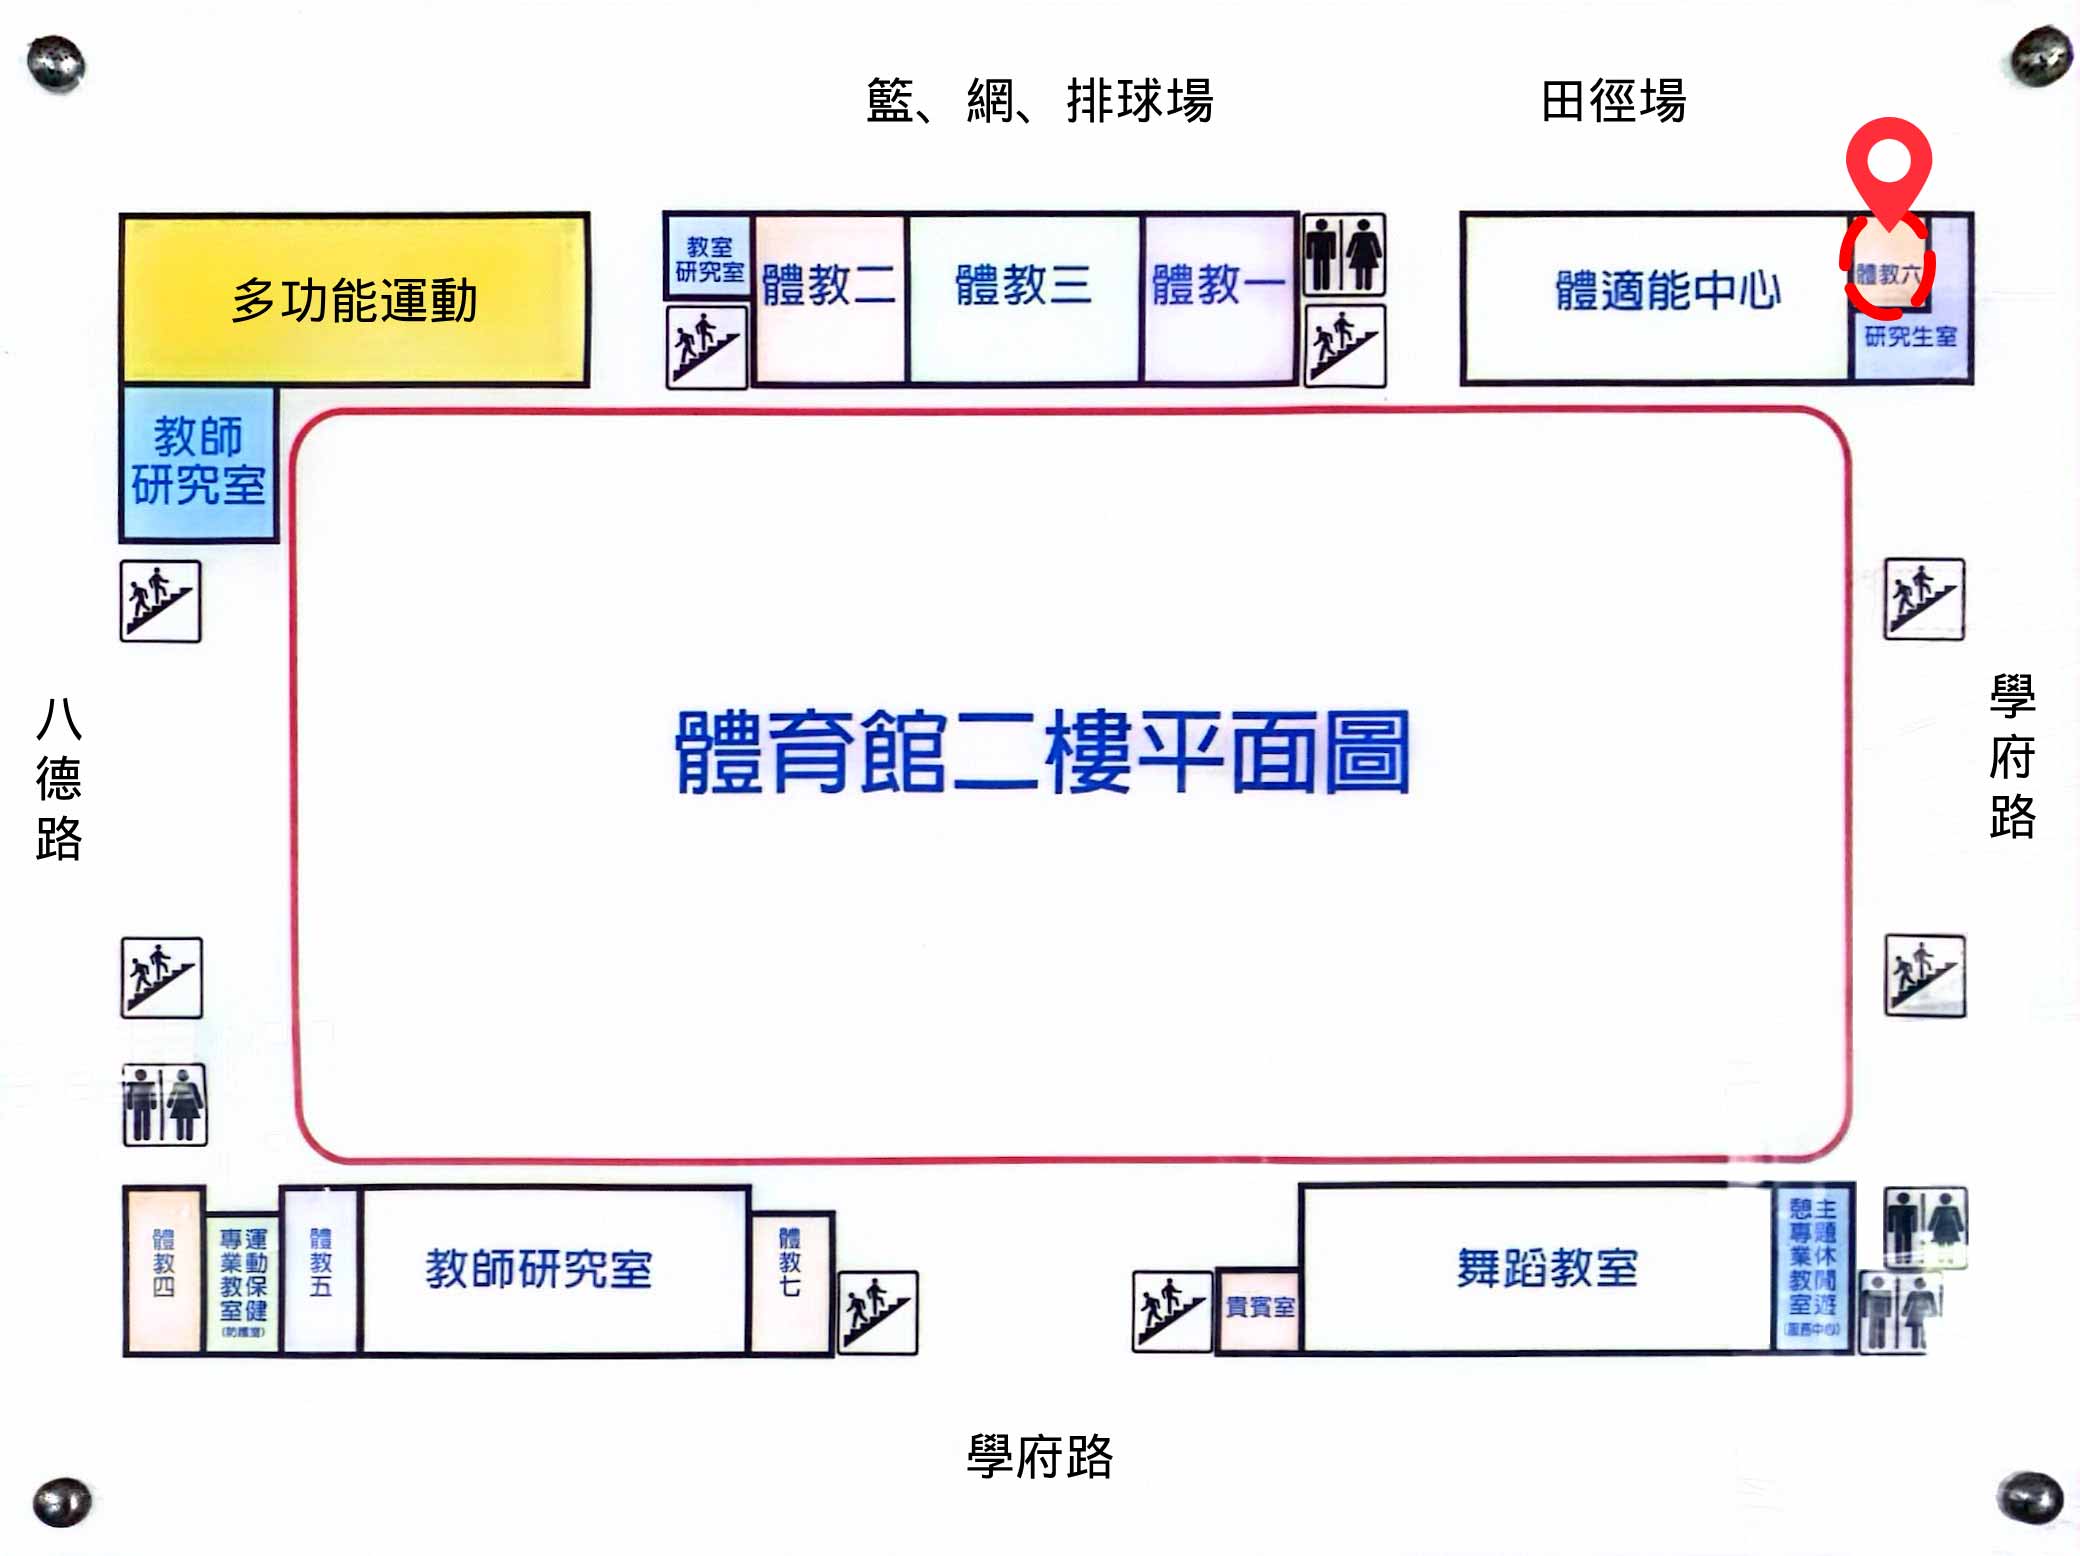 籃、網、排球場
田徑場
多功能運動
教室
研究室
體教二
體教三
體教一
體適能中心
體教六
研究生室
教師
研究室
體育館二樓平面圖
八德路
學府路
體教四
運動保健
專業教室
(防護室)
體教五
教師研究室
體教七
貴賓室
舞蹈教室
主題休閒遊
憩專業教室
(服務中心)
學府路